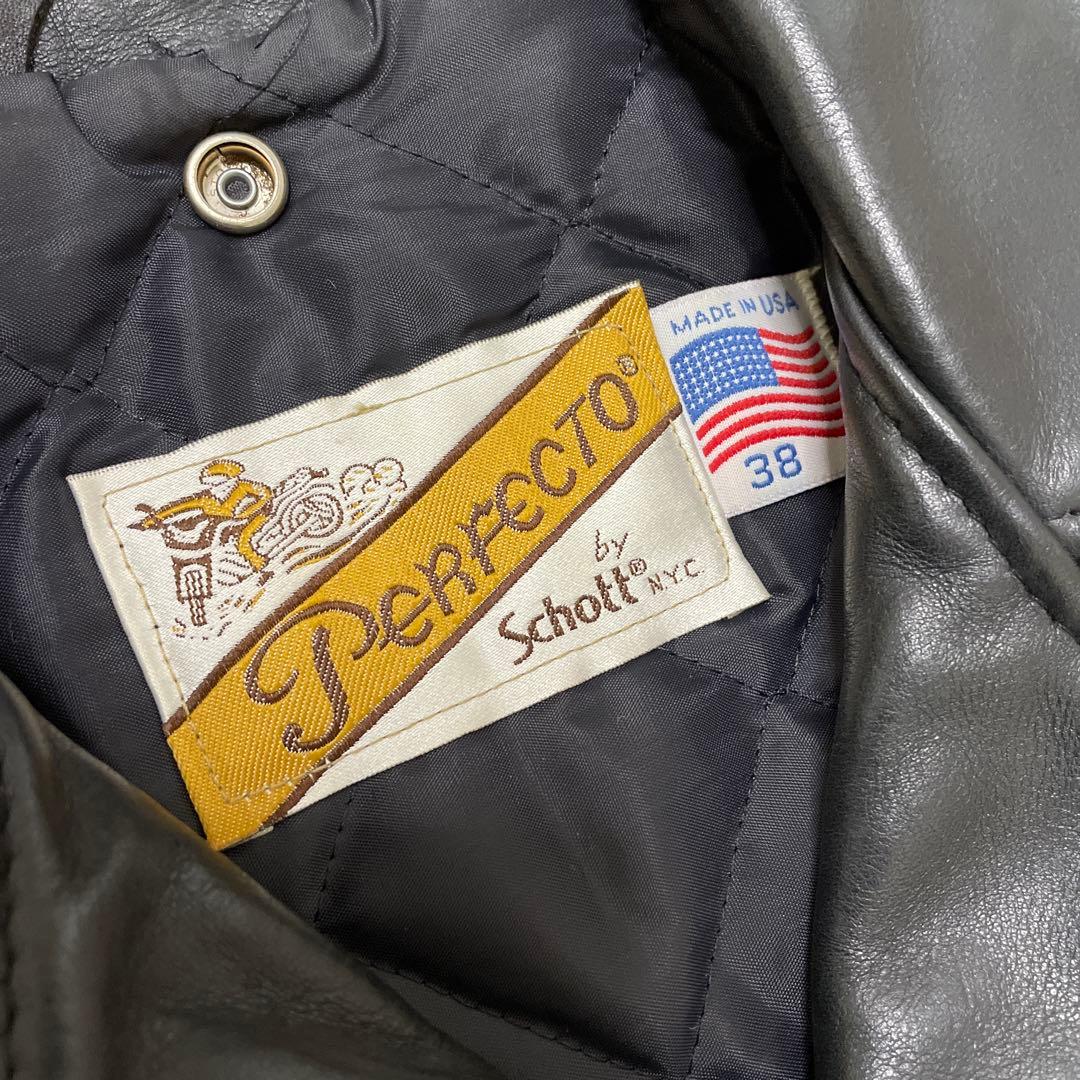 PERFECTO®
by
Schott® N.Y.C.
MADE IN USA
38